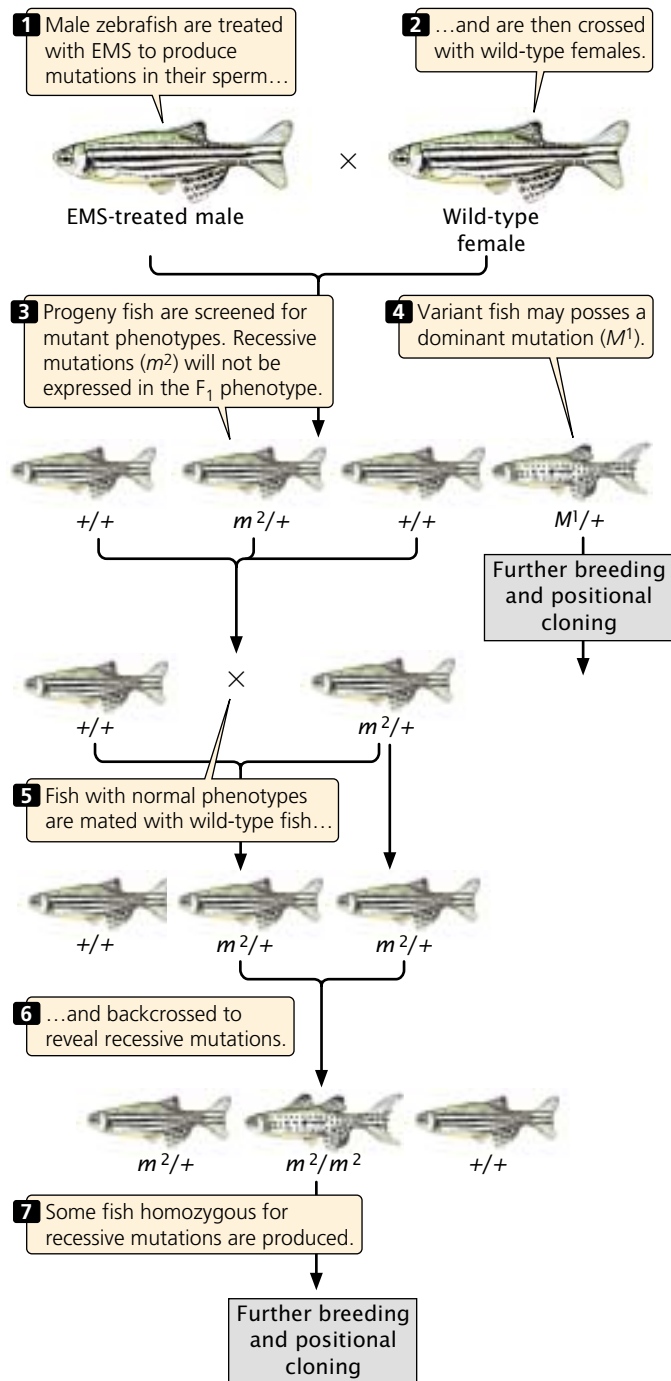 1 Male zebrafish are treated
with EMS to produce
mutations in their sperm…
2 …and are then crossed
with wild-type females.
×
EMS-treated male
Wild-type
female
3 Progeny fish are screened for
mutant phenotypes. Recessive
mutations (m²) will not be
expressed in the F₁ phenotype.
4 Variant fish may posses a
dominant mutation (M¹).
+/+
m²/+
+/+
M¹/+
Further breeding
and positional
cloning
×
+/+
m²/+
5 Fish with normal phenotypes
are mated with wild-type fish…
+/+
m²/+
m²/+
6 …and backcrossed to
reveal recessive mutations.
m²/+
m²/m²
+/+
7 Some fish homozygous for
recessive mutations are produced.
Further breeding
and positional
cloning